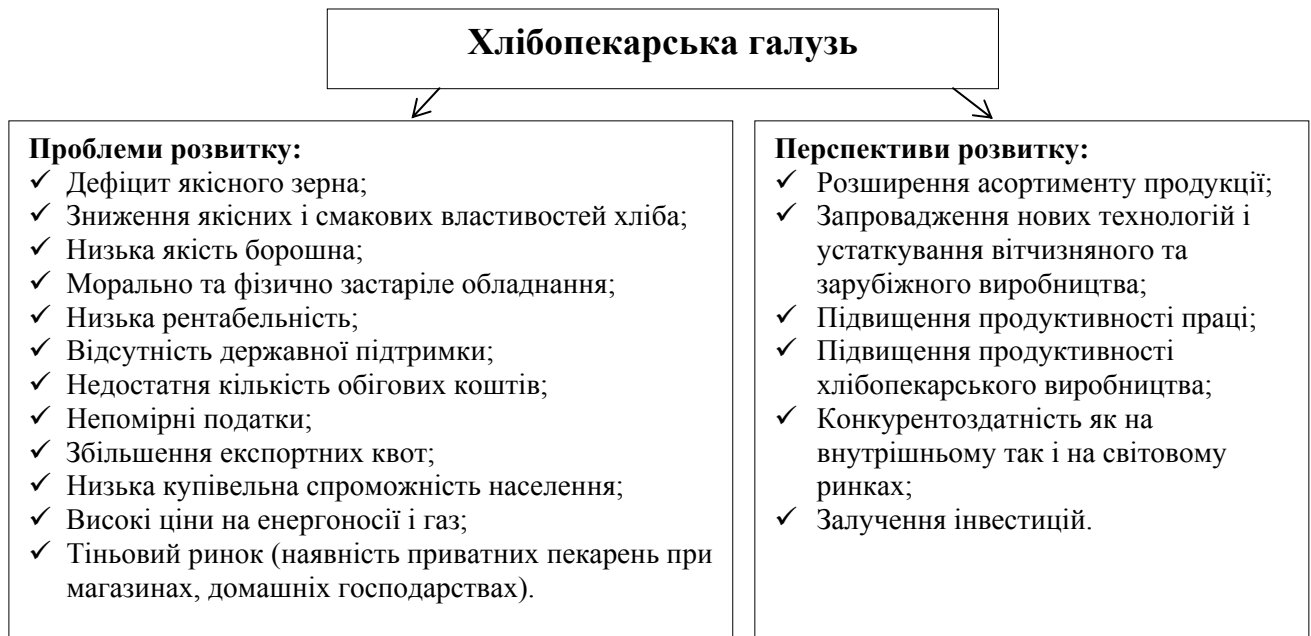 Хлібопекарська галузь
Проблеми розвитку:
✓ Дефіцит якісного зерна;
✓ Зниження якісних і смакових властивостей хліба;
✓ Низька якість борошна;
✓ Морально та фізично застаріле обладнання;
✓ Низька рентабельність;
✓ Відсутність державної підтримки;
✓ Недостатня кількість обігових коштів;
✓ Непомірні податки;
✓ Збільшення експортних квот;
✓ Низька купівельна спроможність населення;
✓ Високі ціни на енергоносії і газ;
✓ Тіньовий ринок (наявність приватних пекарень при
магазинах, домашніх господарствах).
Перспективи розвитку:
✓ Розширення асортименту продукції;
✓ Запровадження нових технологій і
устаткування вітчизняного та
зарубіжного виробництва;
✓ Підвищення продуктивності праці;
✓ Підвищення продуктивності
хлібопекарського виробництва;
✓ Конкурентоздатність як на
внутрішньому так і на світовому
ринках;
✓ Залучення інвестицій.